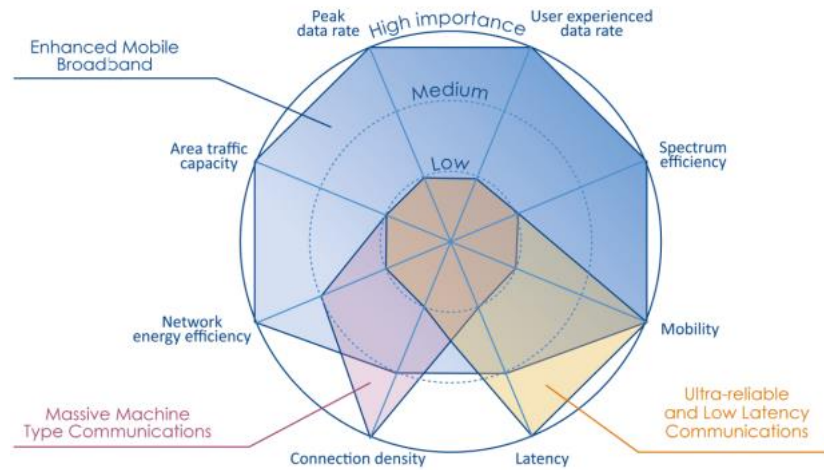 Peak
data rate
High importance
User experienced
data rate
Enhanced Mobile
Broadband
Medium
Area traffic
capacity
Low
Spectrum
efficiency
Network
energy efficiency
Mobility
Massive Machine
Type Communications
Ultra-reliable
and Low Latency
Communications
Connection density
Latency